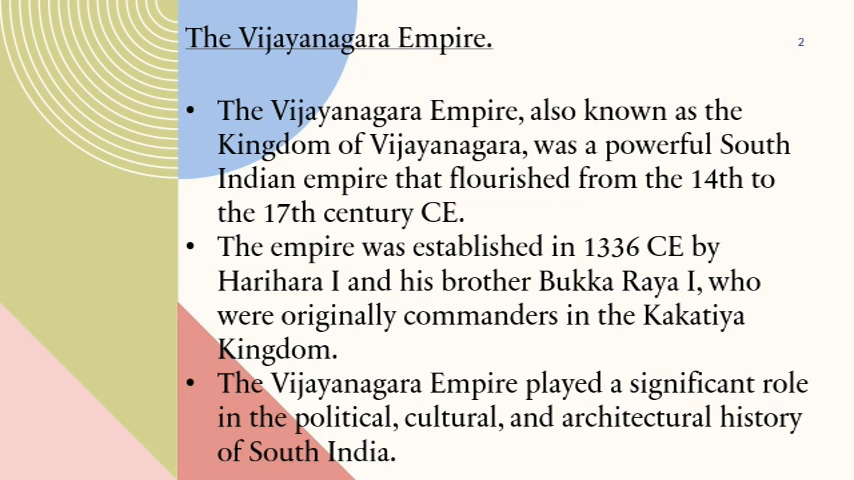 The Vijayanagara Empire.
2
• The Vijayanagara Empire, also known as the
Kingdom of Vijayanagara, was a powerful South
Indian empire that flourished from the 14th to
the 17th century CE.
• The empire was established in 1336 CE by
Harihara I and his brother Bukka Raya I, who
were originally commanders in the Kakatiya
Kingdom.
• The Vijayanagara Empire played a significant role
in the political, cultural, and architectural history
of South India.